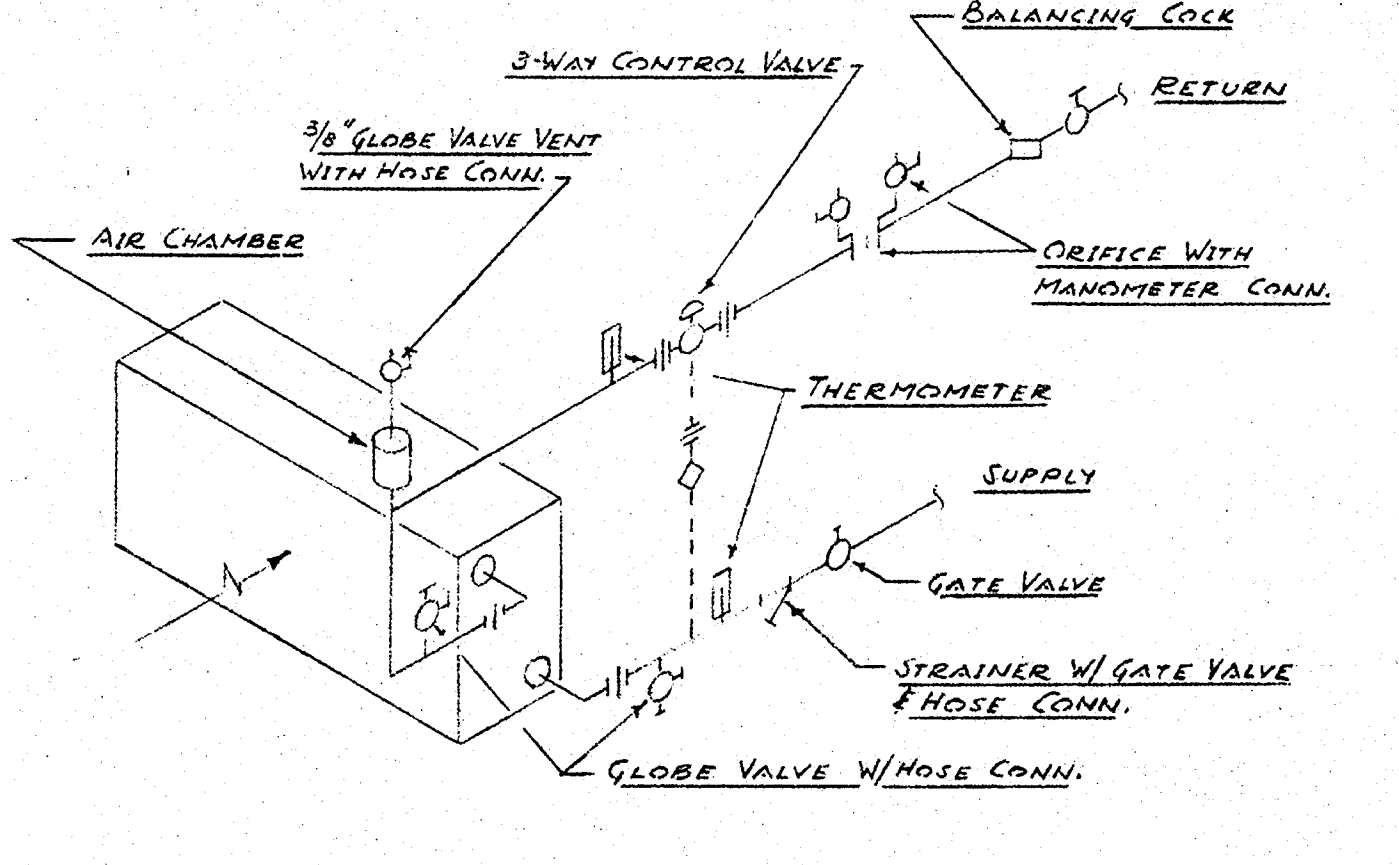 BALANCING COCK
3-WAY CONTROL VALVE
RETURN
3/8" GLOBE VALVE VENT
WITH HOSE CONN.
AIR CHAMBER
ORIFICE WITH
MANOMETER CONN.
THERMOMETER
SUPPLY
N
GATE VALVE
STRAINER W/ GATE VALVE
& HOSE CONN.
GLOBE VALVE W/HOSE CONN.